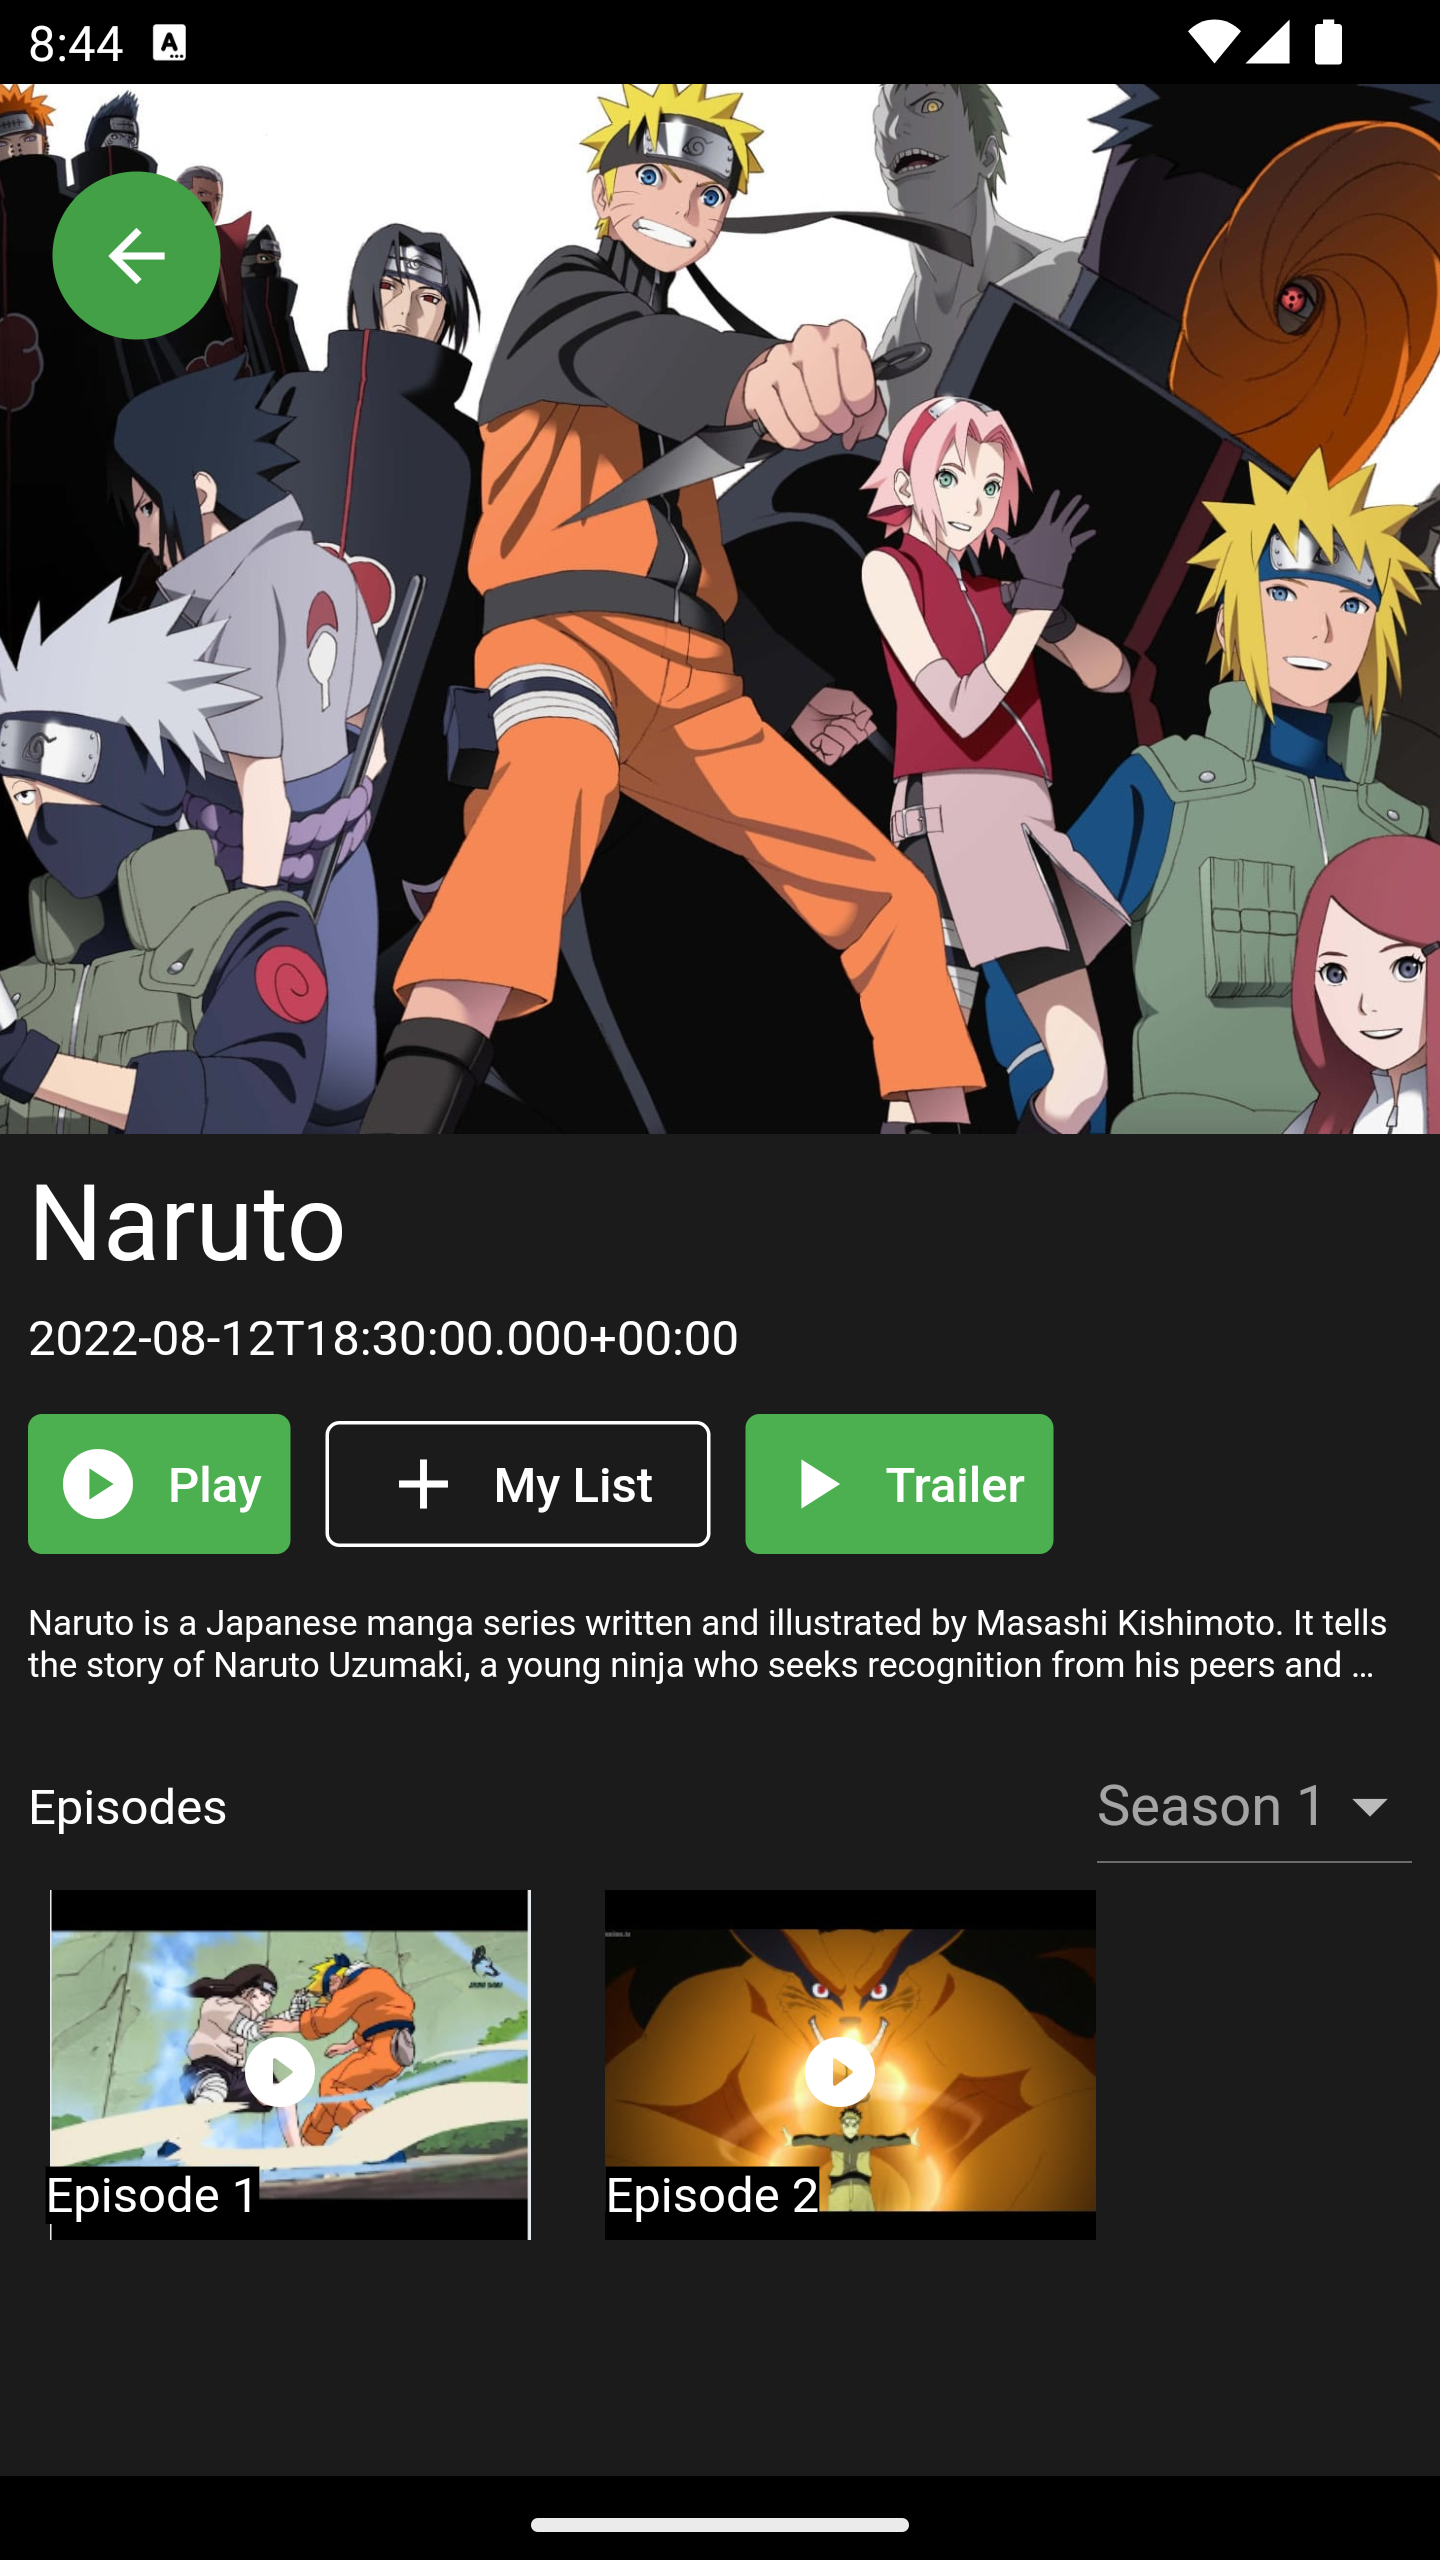 8:44
Naruto
2022-08-12T18:30:00.000+00:00
Play
My List
Trailer
Naruto is a Japanese manga series written and illustrated by Masashi Kishimoto. It tells
the story of Naruto Uzumaki, a young ninja who seeks recognition from his peers and ...
Episodes
Season 1
Episode 1
Episode 2